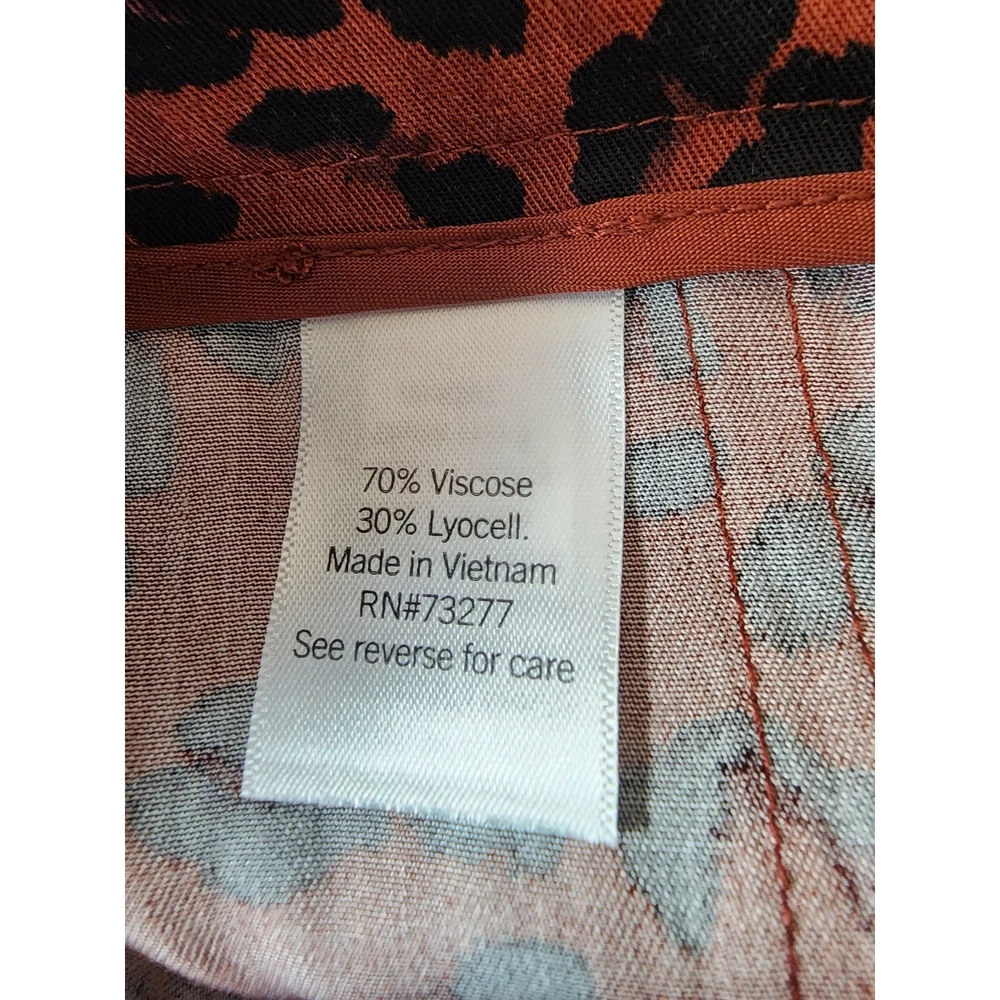 70% Viscose
30% Lyocell.
Made in Vietnam
RN#73277
See reverse for care